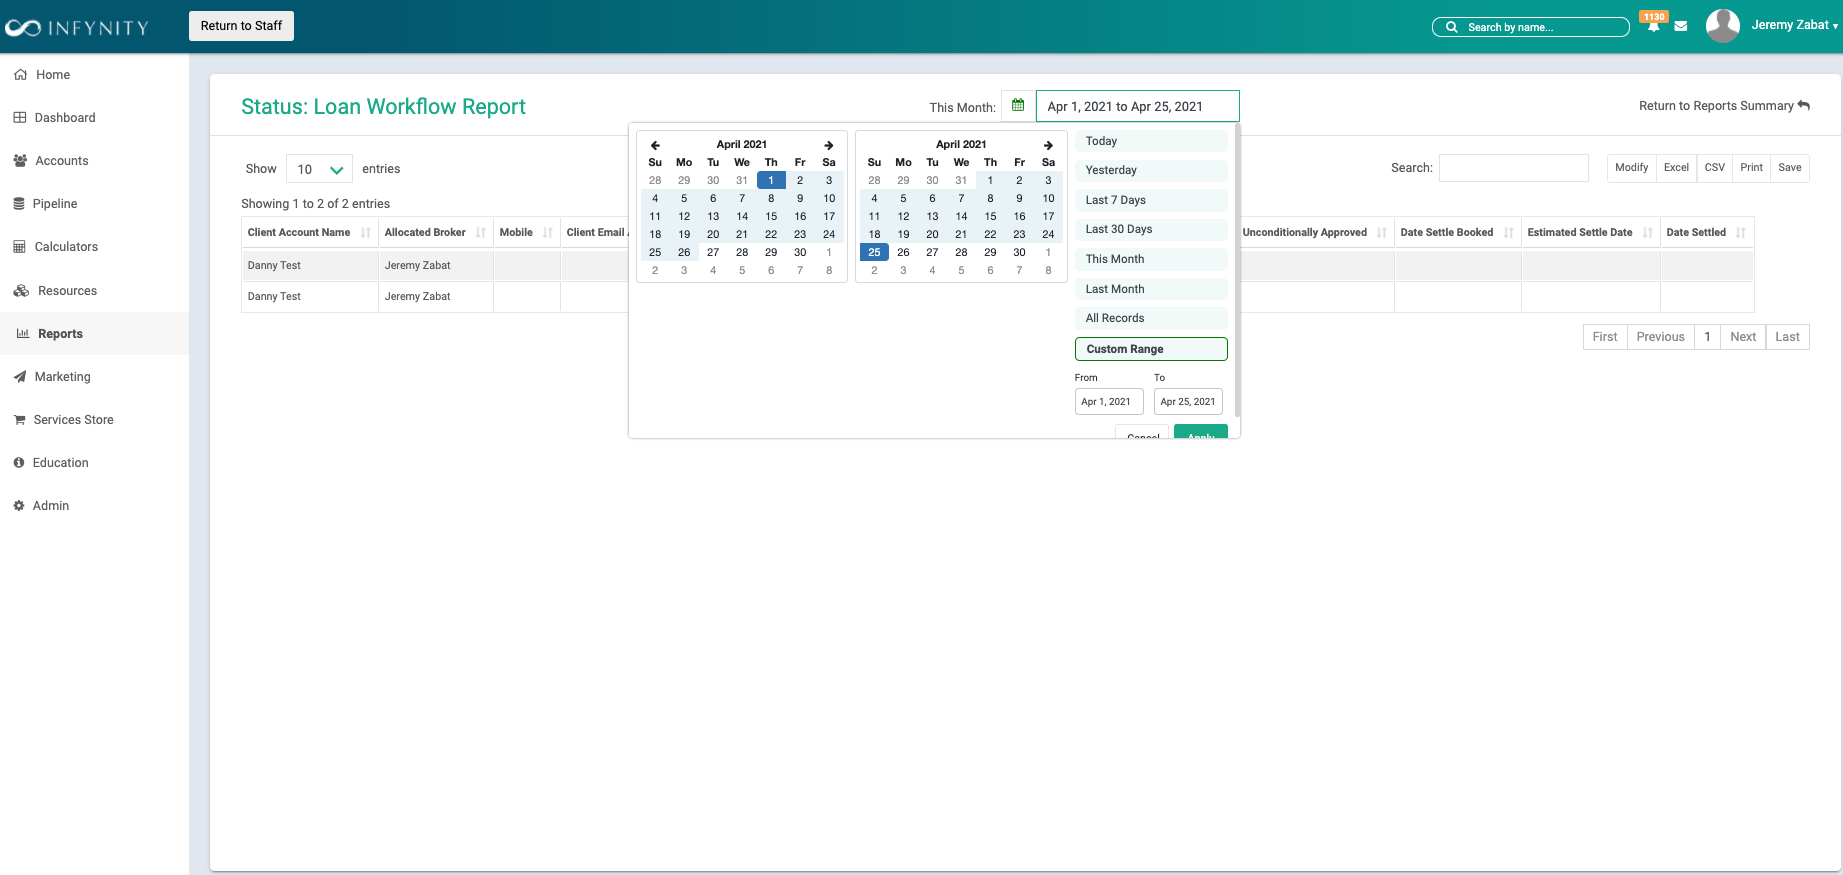 INFYNITY
Return to Staff
Search by name...
1130
Jeremy Zabat
Home
Dashboard
Accounts
Pipeline
Calculators
Resources
Reports
Marketing
Services Store
Education
Admin
Status: Loan Workflow Report
This Month:
Apr 1, 2021 to Apr 25, 2021
Return to Reports Summary
Show 10 entries
Search:
Modify Excel CSV Print Save
Showing 1 to 2 of 2 entries
Client Account Name Allocated Broker Mobile Client Email Unconditionally Approved Date Settle Booked Estimated Settle Date Date Settled
Danny Test Jeremy Zabat
Danny Test Jeremy Zabat
First Previous 1 Next Last
April 2021
Su Mo Tu We Th Fr Sa
28 29 30 31 1 2 3
4 5 6 7 8 9 10
11 12 13 14 15 16 17
18 19 20 21 22 23 24
25 26 27 28 29 30 1
2 3 4 5 6 7 8
April 2021
Su Mo Tu We Th Fr Sa
28 29 30 31 1 2 3
4 5 6 7 8 9 10
11 12 13 14 15 16 17
18 19 20 21 22 23 24
25 26 27 28 29 30 1
2 3 4 5 6 7 8
Today
Yesterday
Last 7 Days
Last 30 Days
This Month
Last Month
All Records
Custom Range
From To
Apr 1, 2021 Apr 25, 2021
Cancel Apply